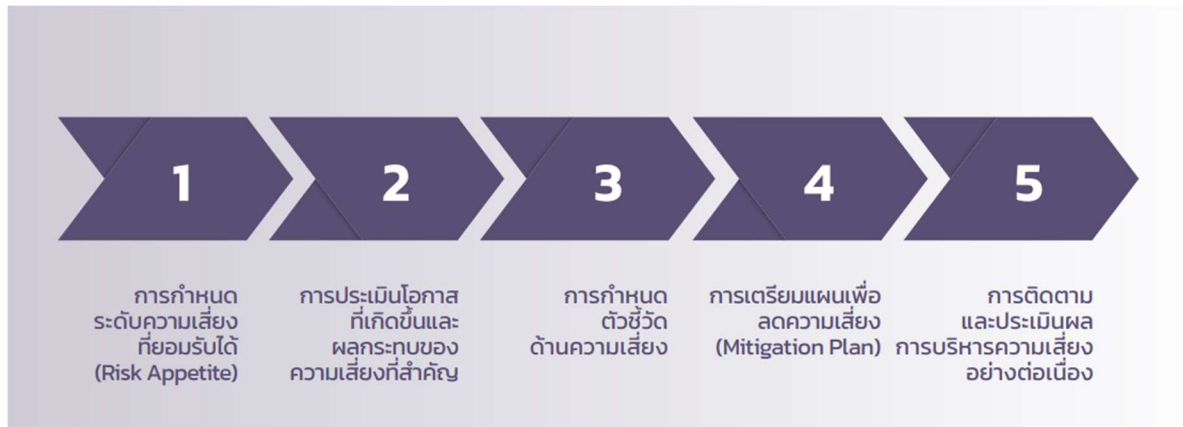 1
การกำหนด
ระดับความเสี่ยง
ที่ยอมรับได้
(Risk Appetite)
2
การประเมินโอกาส
ที่เกิดขึ้นและ
ผลกระทบของ
ความเสี่ยงที่สำคัญ
3
การกำหนด
ตัวชี้วัด
ด้านความเสี่ยง
4
การเตรียมแผนเพื่อ
ลดความเสี่ยง
(Mitigation Plan)
5
การติดตาม
และประเมินผล
การบริหารความเสี่ยง
อย่างต่อเนื่อง